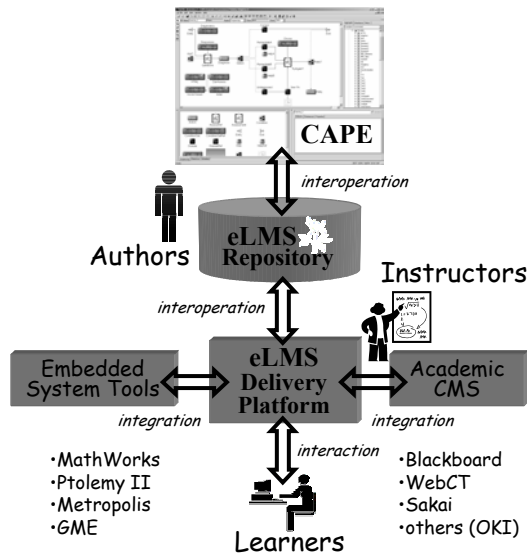 CAPE
interoperation
Authors
eLMS
Repository
Instructors
interoperation
Embedded
System Tools
eLMS
Delivery
Platform
Academic
CMS
integration
integration
•MathWorks
•Ptolemy II
•Metropolis
•GME
interaction
•Blackboard
•WebCT
•Sakai
•others (OKI)
Learners